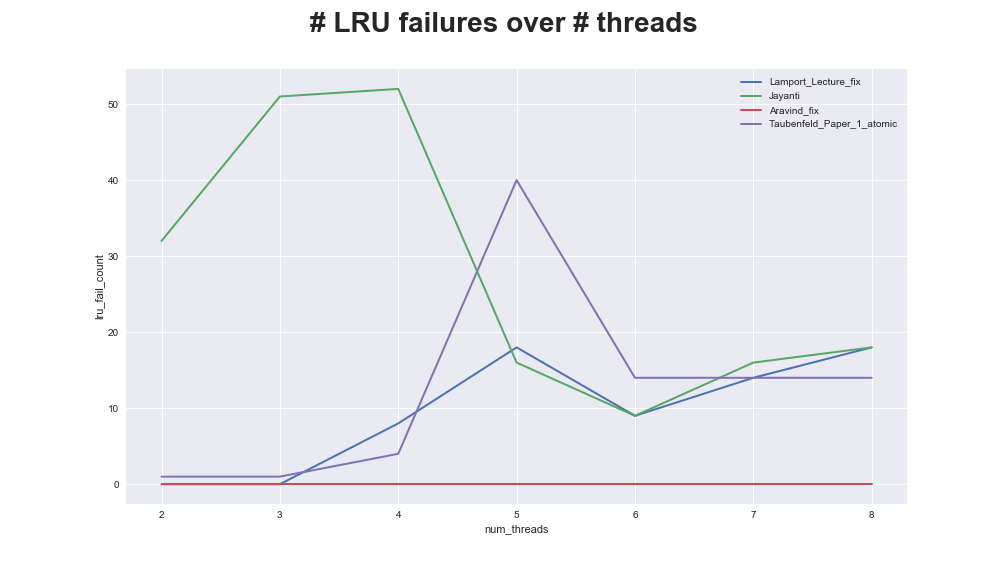 # LRU failures over # threads
Lamport_Lecture_fix
Jayanti
Aravind_fix
Taubenfeld_Paper_1_atomic
50
40
30
20
10
0
lru_fail_count
2 3 4 5 6 7 8
num_threads